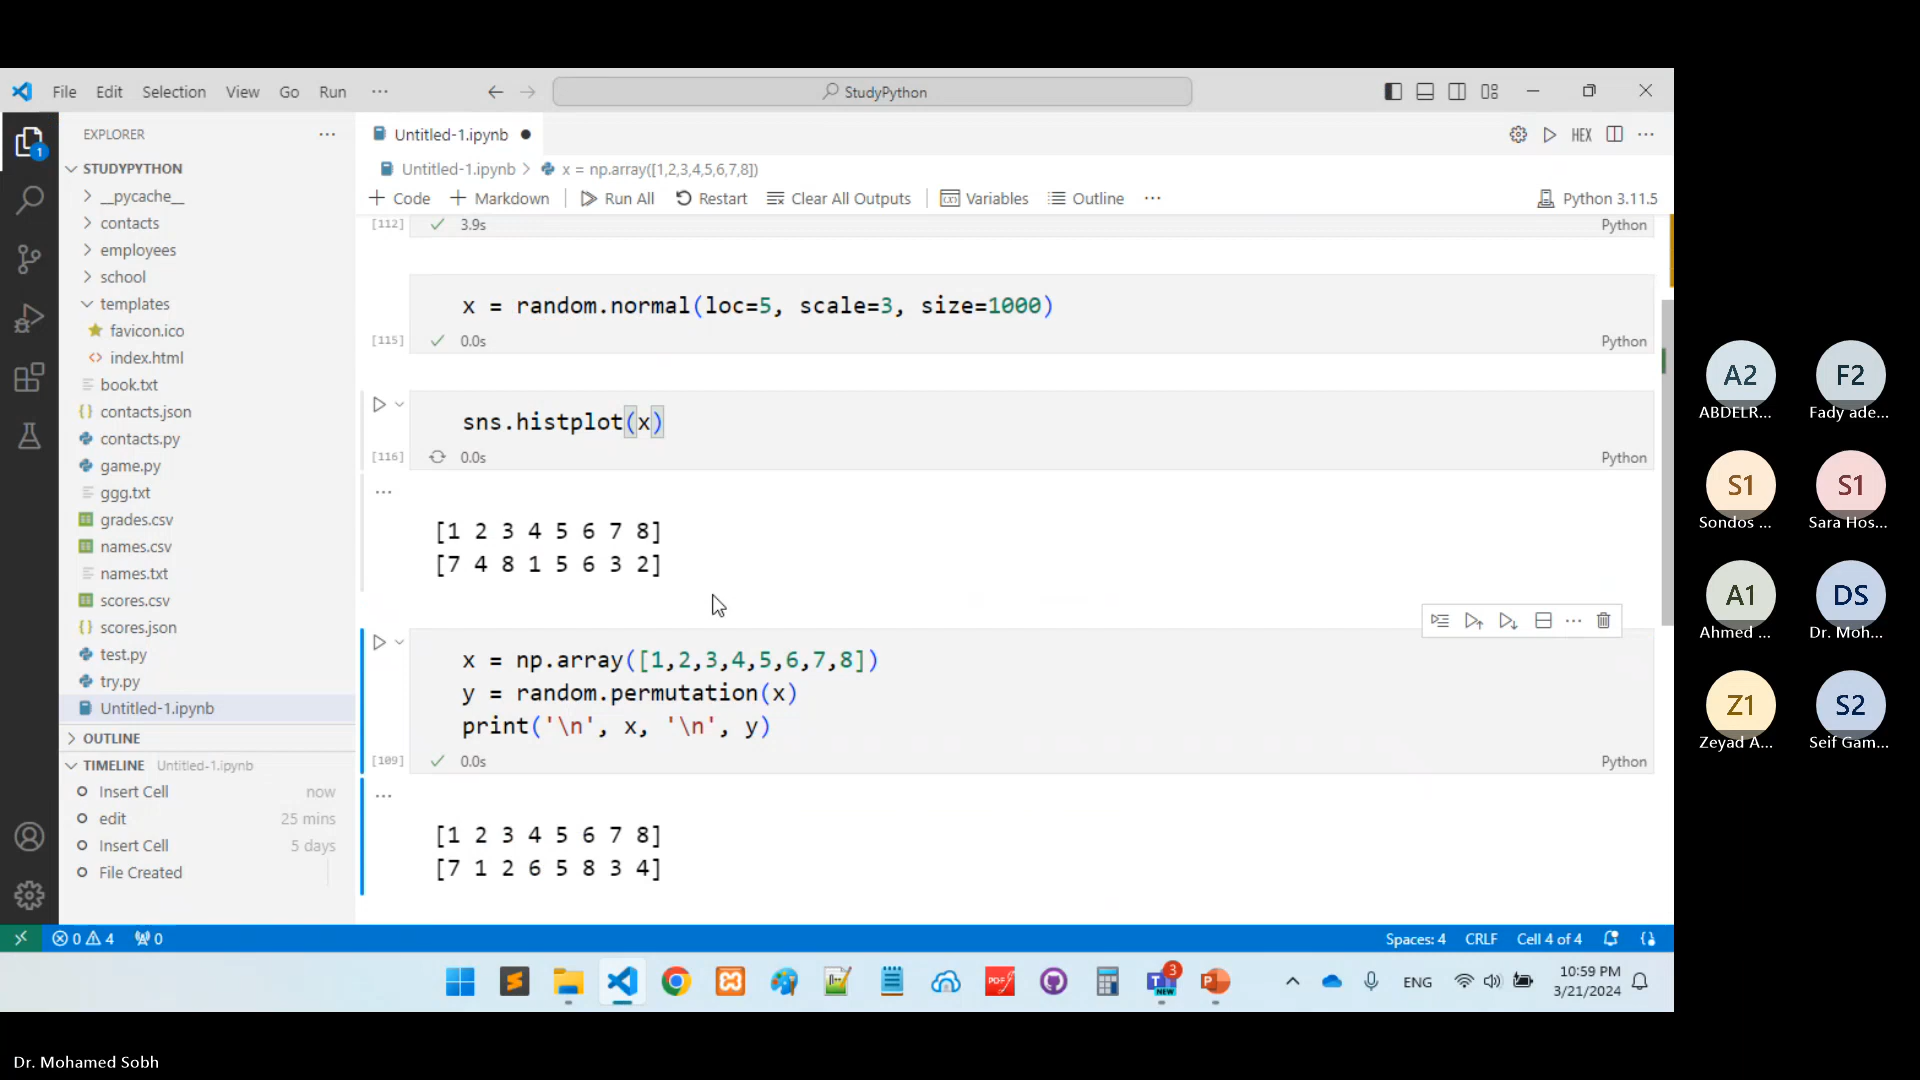 File Edit Selection View Go Run ···
StudyPython
EXPLORER ···
STUDYPYTHON
__pycache__
contacts
employees
school
templates
favicon.ico
index.html
book.txt
contacts.json
contacts.py
game.py
ggg.txt
grades.csv
names.csv
names.txt
scores.csv
scores.json
test.py
try.py
Untitled-1.ipynb
OUTLINE
TIMELINE Untitled-1.ipynb
Insert Cell now
edit 25 mins
Insert Cell 5 days
File Created
1
Untitled-1.ipynb
HEX ···
Untitled-1.ipynb > x = np.array([1,2,3,4,5,6,7,8])
+ Code + Markdown Run All Restart Clear All Outputs Variables Outline ··· Python 3.11.5
[112] 3.9s Python
x = random.normal(loc=5, scale=3, size=1000)
[115] 0.0s Python
sns.histplot(x)
[116] 0.0s Python
···
[1 2 3 4 5 6 7 8]
[7 4 8 1 5 6 3 2]
x = np.array([1,2,3,4,5,6,7,8])
y = random.permutation(x)
print('\n', x, '\n', y)
[109] 0.0s Python
···
[1 2 3 4 5 6 7 8]
[7 1 2 6 5 8 3 4]
0 4 0 Spaces: 4 CRLF Cell 4 of 4
3
NEW
ENG
10:59 PM
3/21/2024
A2 F2
ABDELR... Fady ade...
S1 S1
Sondos ... Sara Hos...
A1 DS
Ahmed ... Dr. Moh...
Z1 S2
Zeyad A... Seif Gam...
Dr. Mohamed Sobh